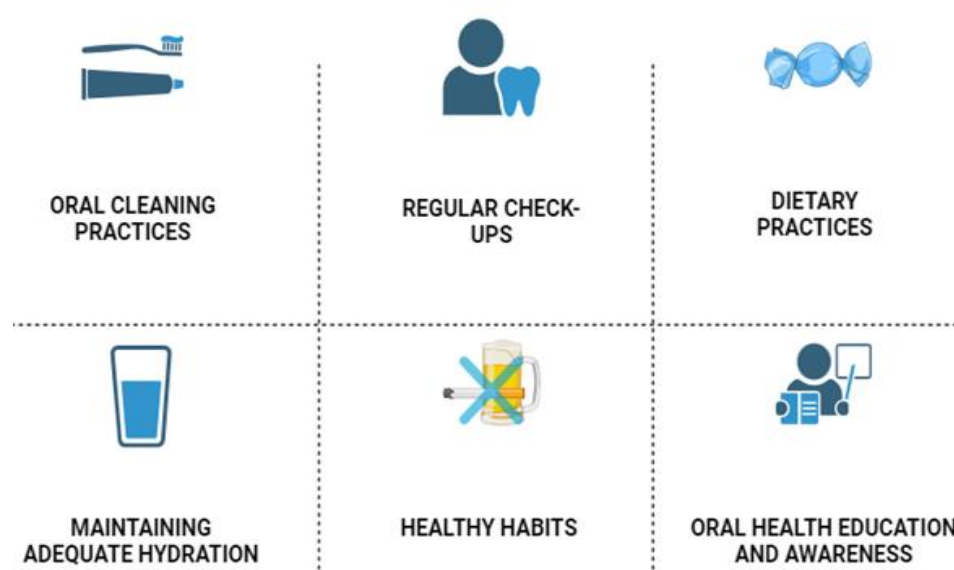 ORAL CLEANING
PRACTICES
REGULAR CHECK-
UPS
DIETARY
PRACTICES
MAINTAINING
ADEQUATE HYDRATION
HEALTHY HABITS
ORAL HEALTH EDUCATION
AND AWARENESS